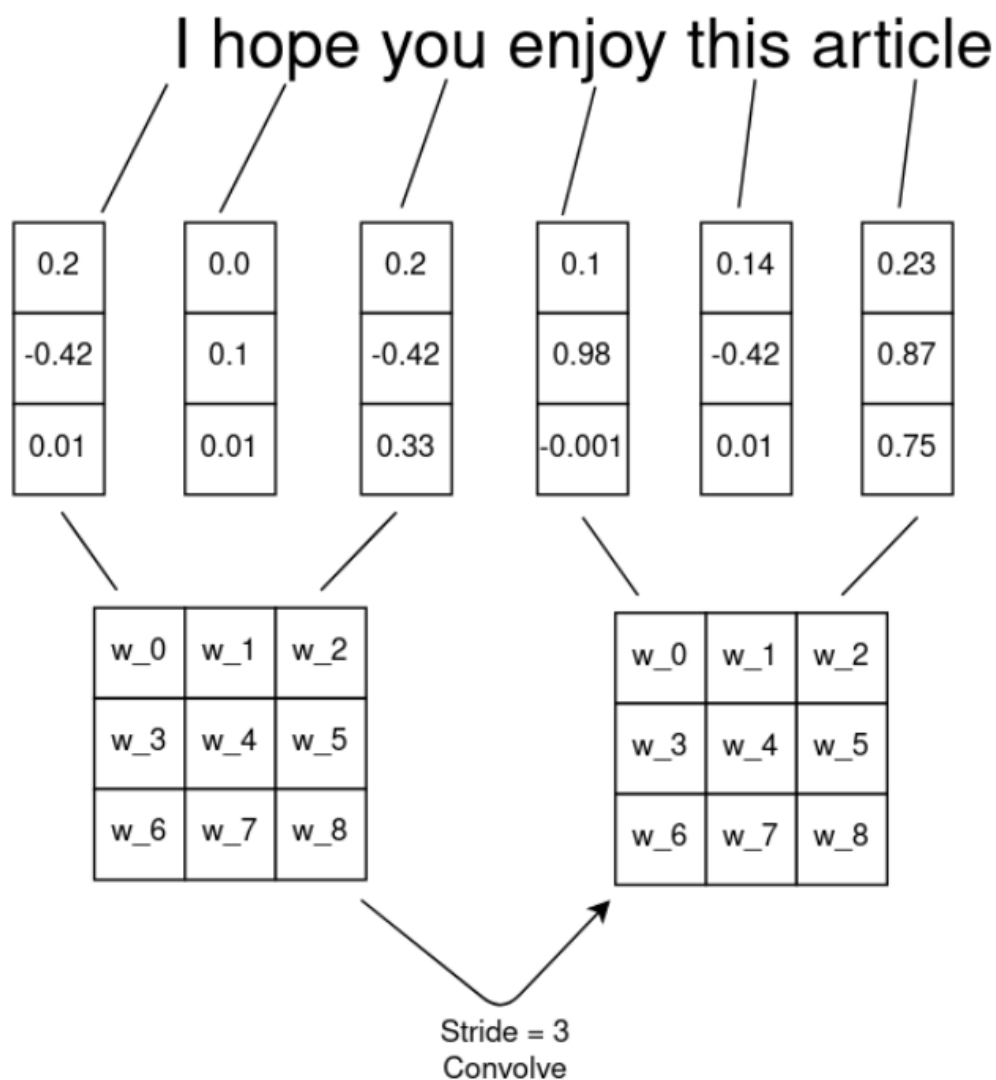 I hope you enjoy this article
0.2 0.0 0.2 0.1 0.14 0.23
-0.42 0.1 -0.42 0.98 -0.42 0.87
0.01 0.01 0.33 -0.001 0.01 0.75
w_0 w_1 w_2 w_0 w_1 w_2
w_3 w_4 w_5 w_3 w_4 w_5
w_6 w_7 w_8 w_6 w_7 w_8
Stride = 3
Convolve